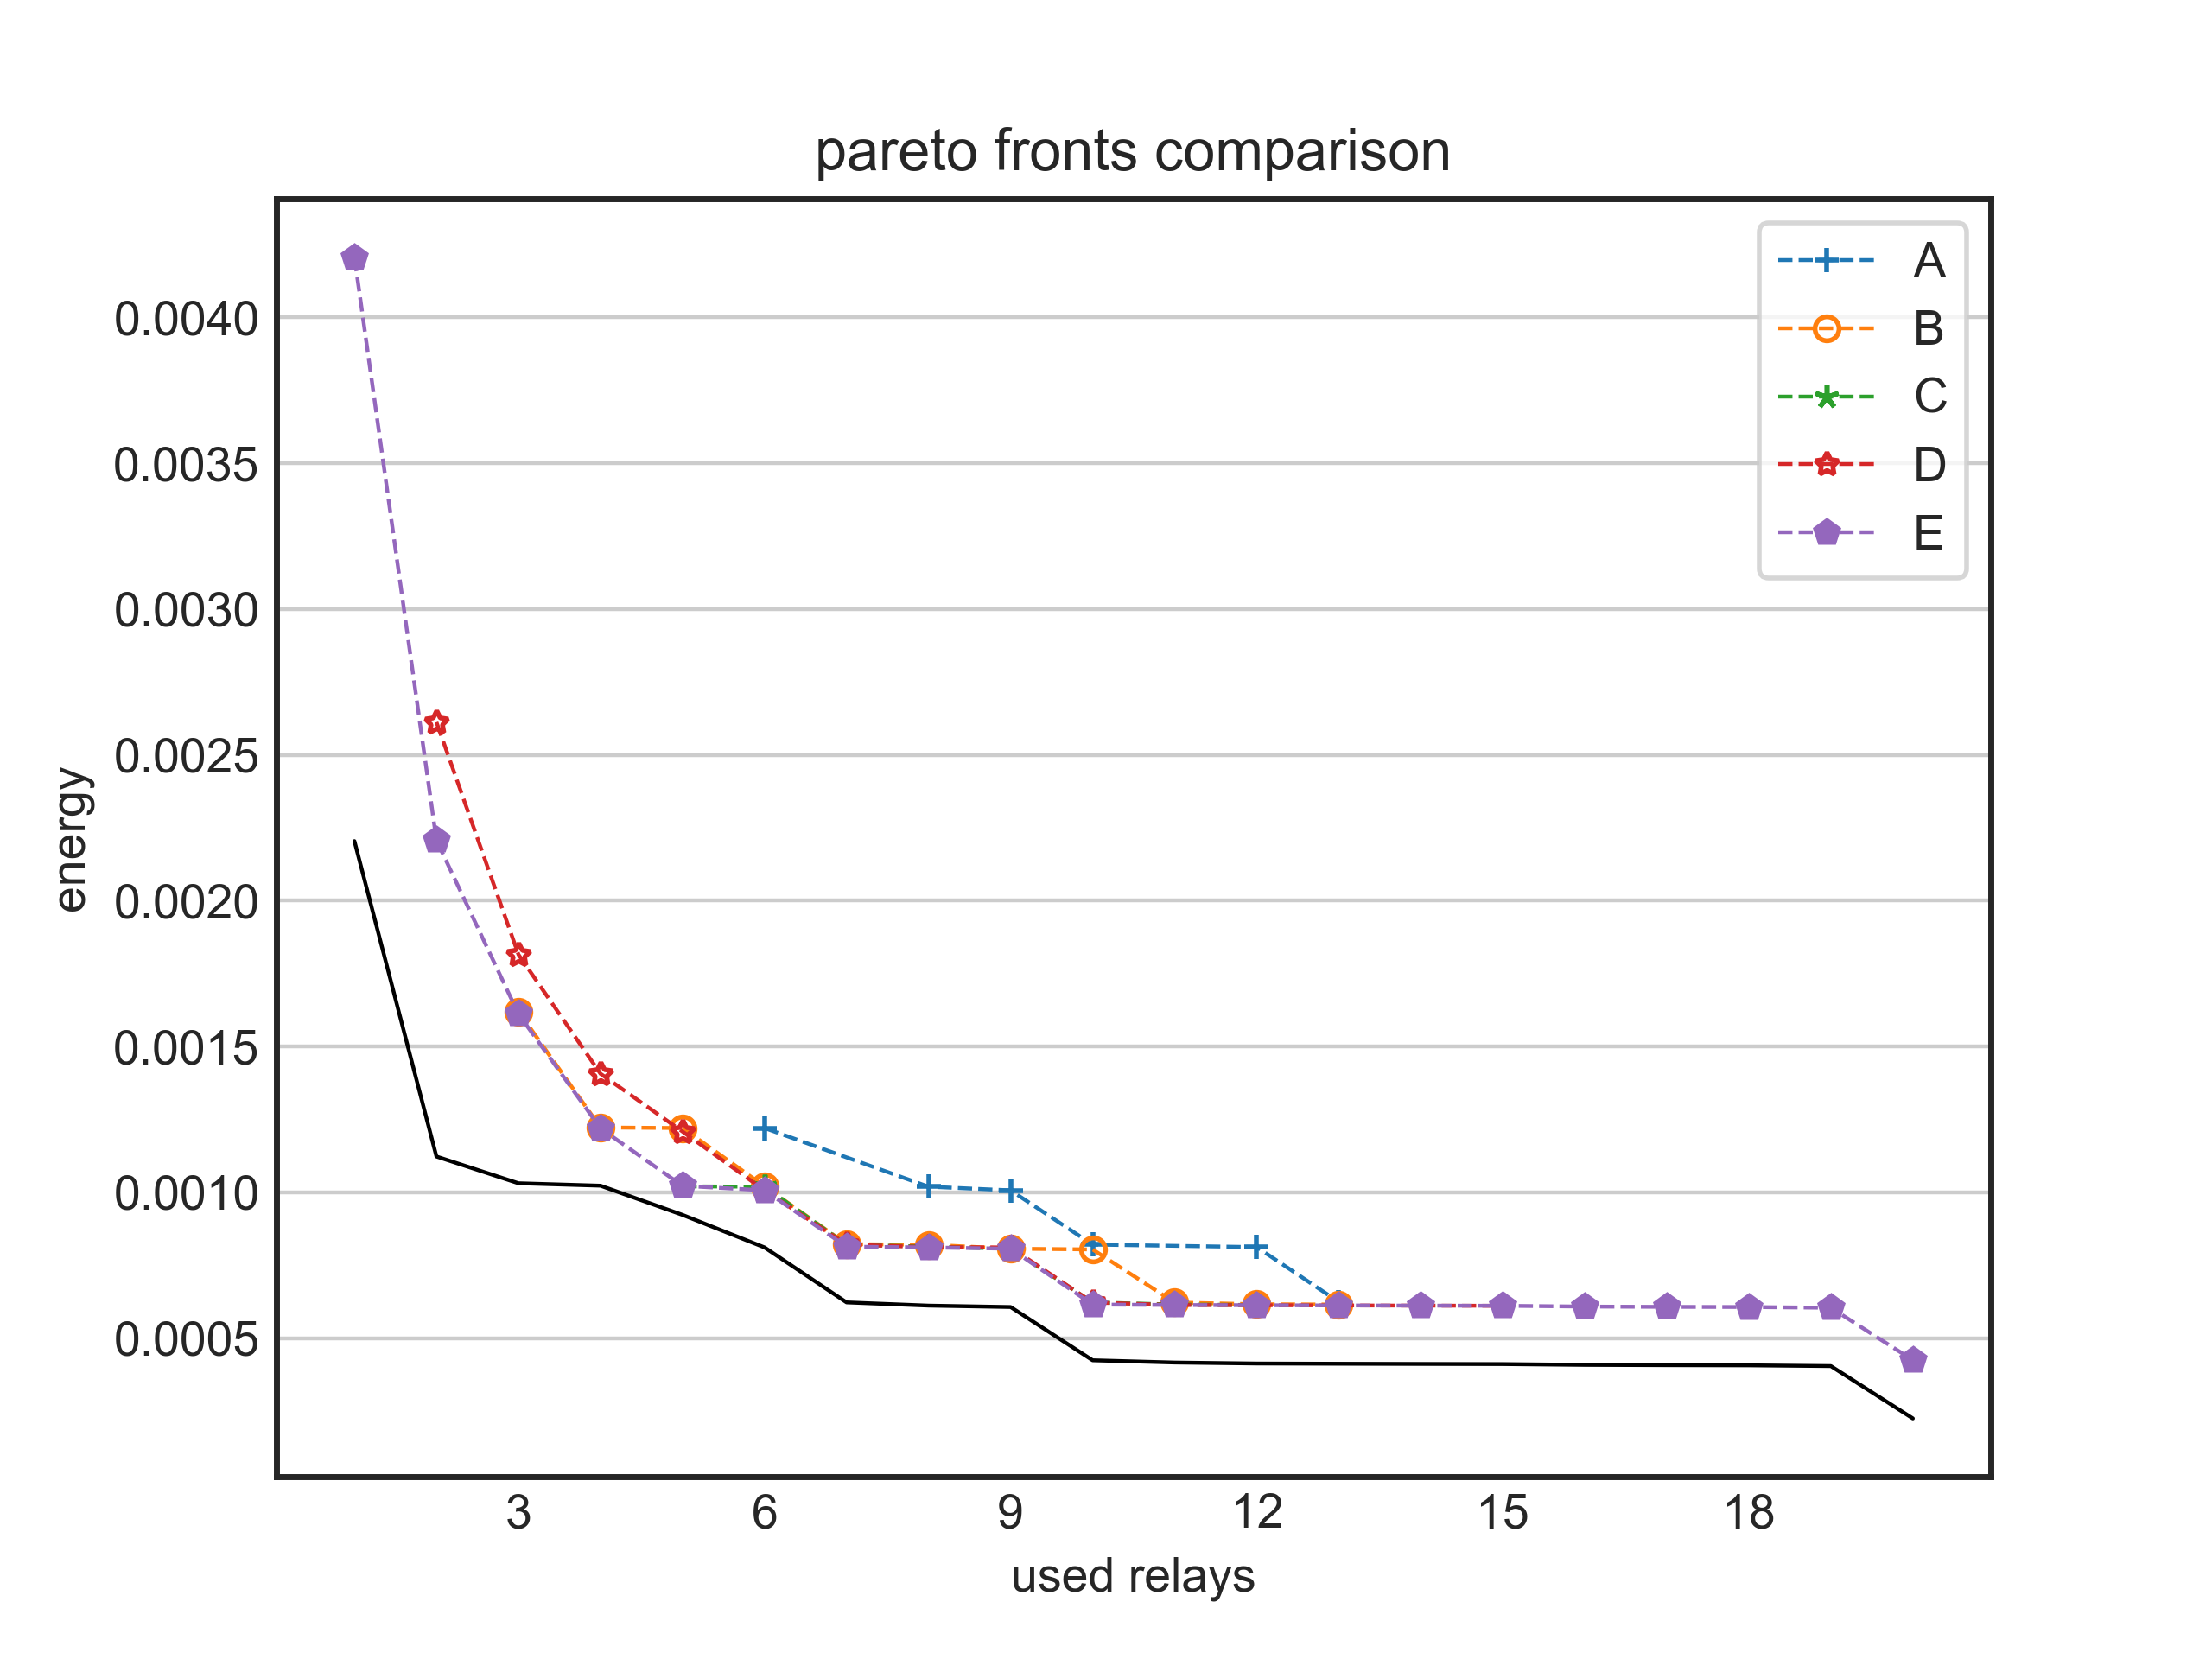 pareto fronts comparison
A
B
C
D
E
0.0040
0.0035
0.0030
0.0025
0.0020
0.0015
0.0010
0.0005
energy
3 6 9 12 15 18
used relays